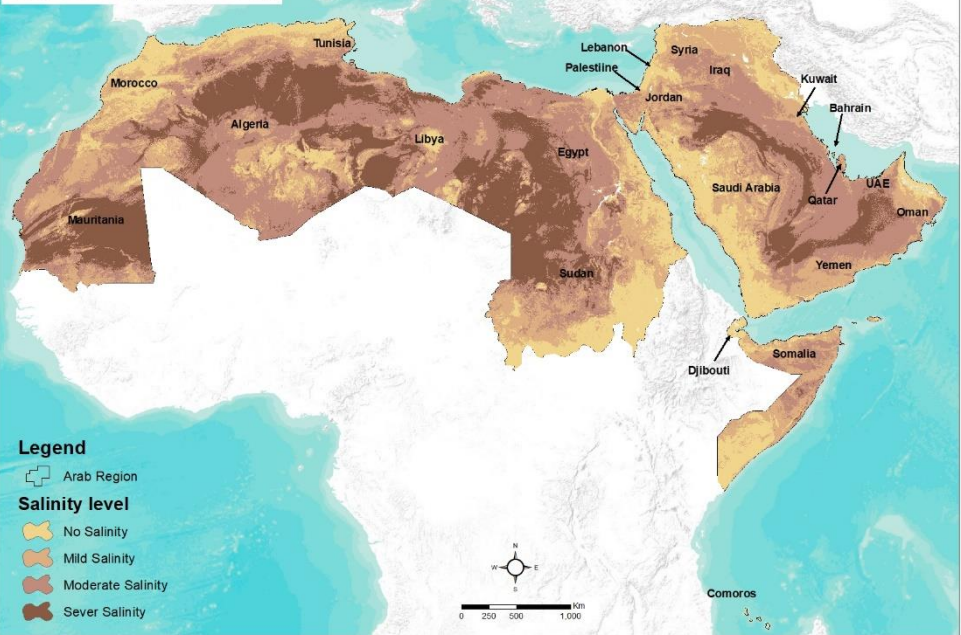 Tunisia
Lebanon
Syria
Palestiine
Iraq
Morocco
Kuwait
Jordan
Bahrain
Algeria
Libya
Egypt
UAE
Saudi Arabia
Qatar
Mauritania
Oman
Yemen
Sudan
Somalia
Djibouti
Legend
Arab Region
Salinity level
No Salinity
Mild Salinity
Moderate Salinity
Sever Salinity
N
W E
S
Km
0 250 500 1,000
Comoros